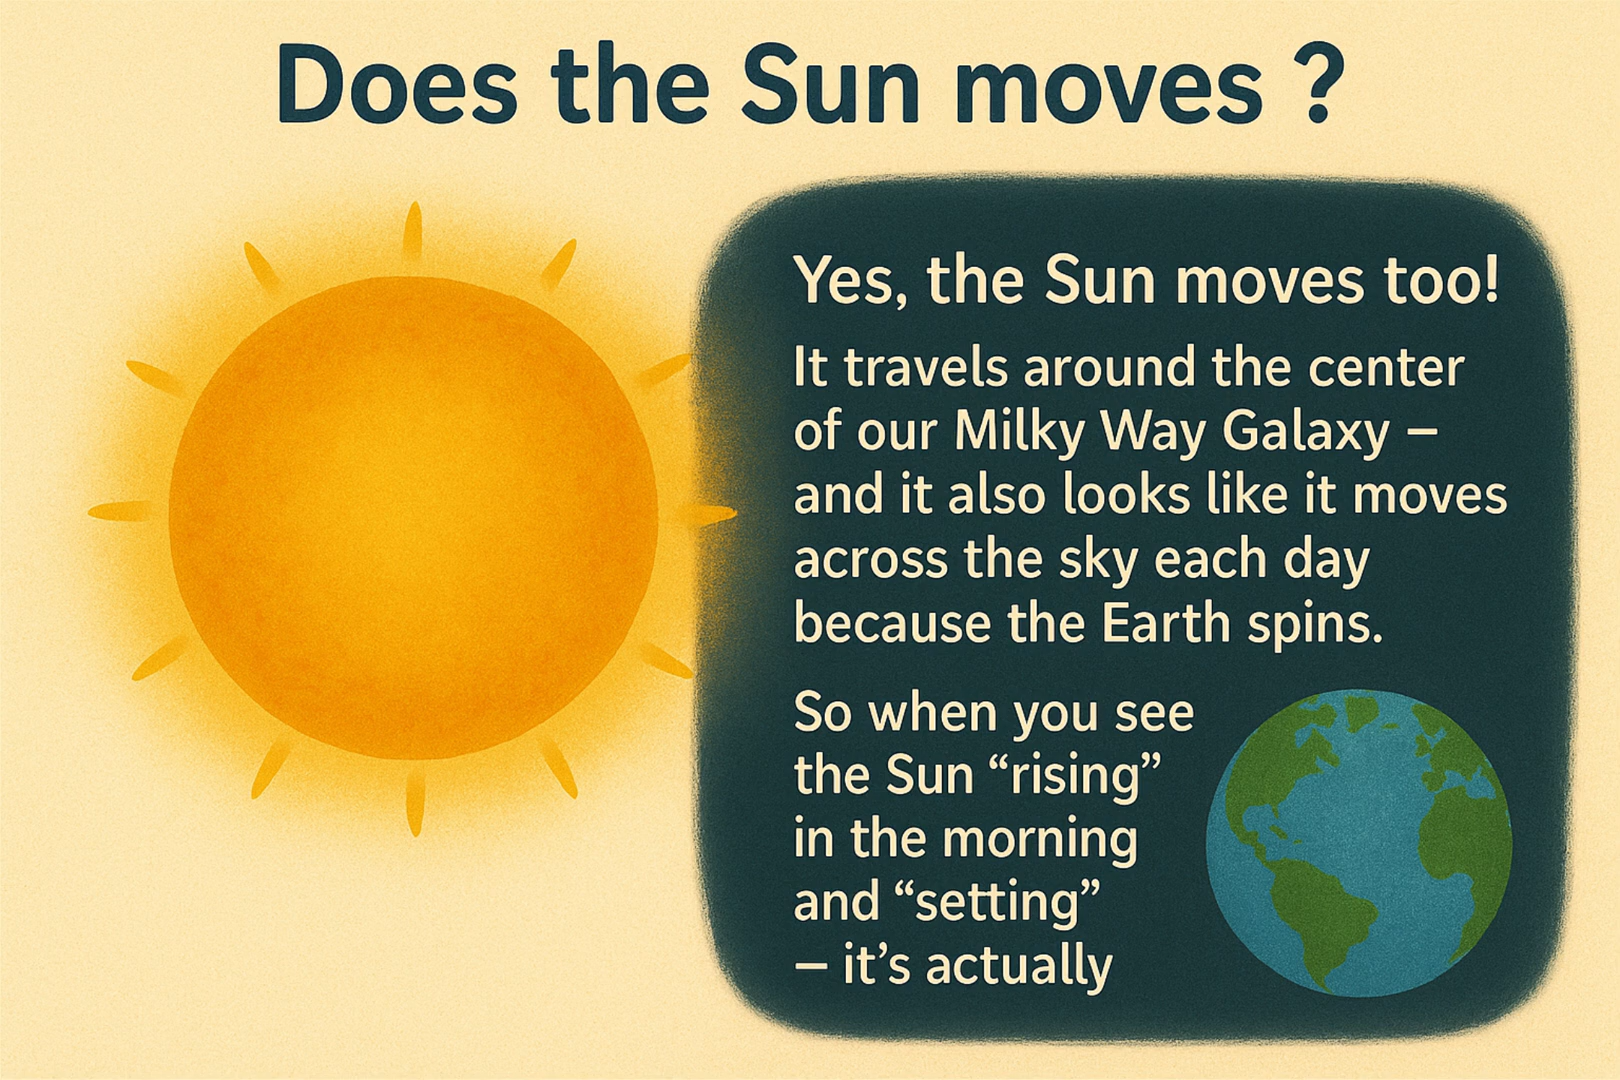 Does the Sun moves ?
Yes, the Sun moves too!
It travels around the center
of our Milky Way Galaxy –
and it also looks like it moves
across the sky each day
because the Earth spins.
So when you see
the Sun “rising”
in the morning
and “setting”
– it’s actually